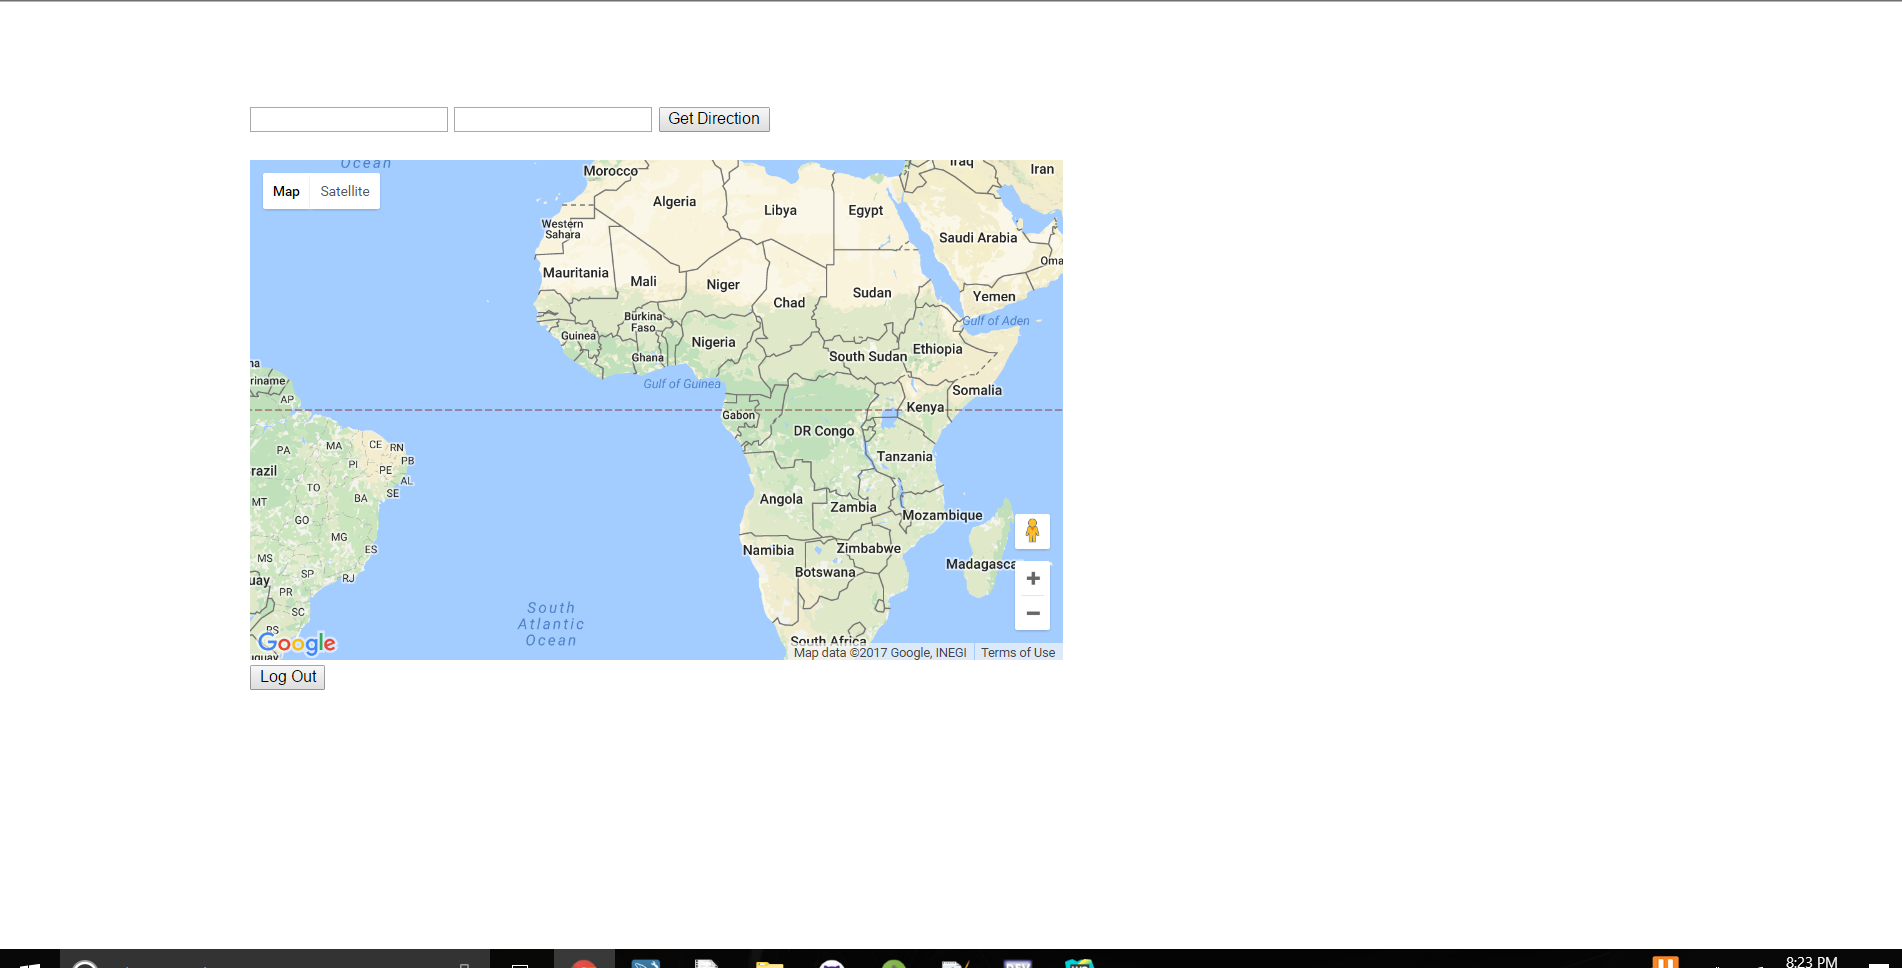 Get Direction
Ocean
Map Satellite
Morocco
Iraq
Iran
Algeria
Libya
Egypt
Western
Sahara
Saudi Arabia
Oma
Mauritania
Mali
Niger
Chad
Sudan
Yemen
Burkina
Faso
Gulf of Aden
Guinea
Nigeria
Ghana
South Sudan
Ethiopia
na
riname
Gulf of Guinea
Somalia
AP
Gabon
Kenya
DR Congo
PA
MA
CE
RN
PI
PB
Tanzania
razil
PE
TO
AL
MT
BA
SE
Angola
Zambia
Mozambique
GO
MG
ES
Namibia
Zimbabwe
MS
Madagasca
Botswana
SP
RJ
uay
PR
SC
South
Atlantic
Ocean
RS
Google
South Africa
iguay
Map data ©2017 Google, INEGI Terms of Use
Log Out
8:23 PM